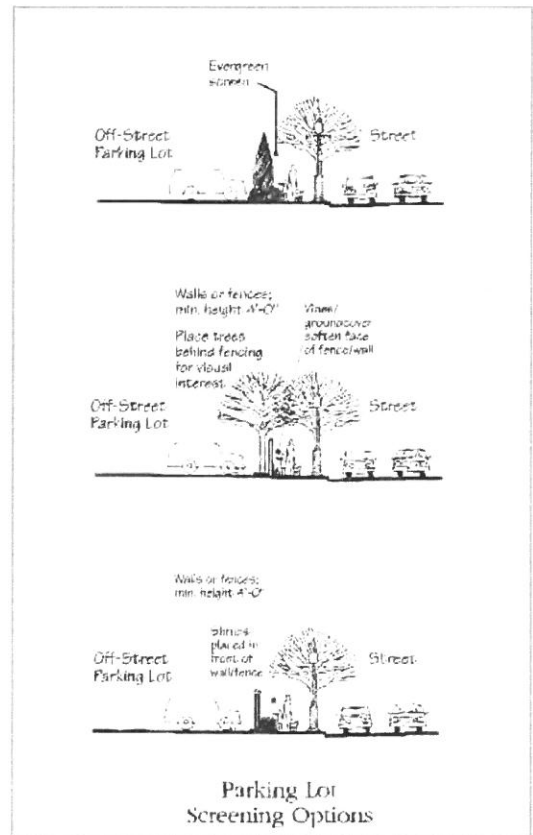 Evergreen
screen
Off-Street
Parking Lot
Street
Walls or fences;
min. height 4'-0"
Place trees
behind fencing
for visual
interest
Vines/
groundcover
soften face
of fence/wall
Off-Street
Parking Lot
Street
Walls or fences;
min. height 4'-0"
Shrubs
placed in
front of
wall/fence
Off-Street
Parking Lot
Street
Parking Lot
Screening Options